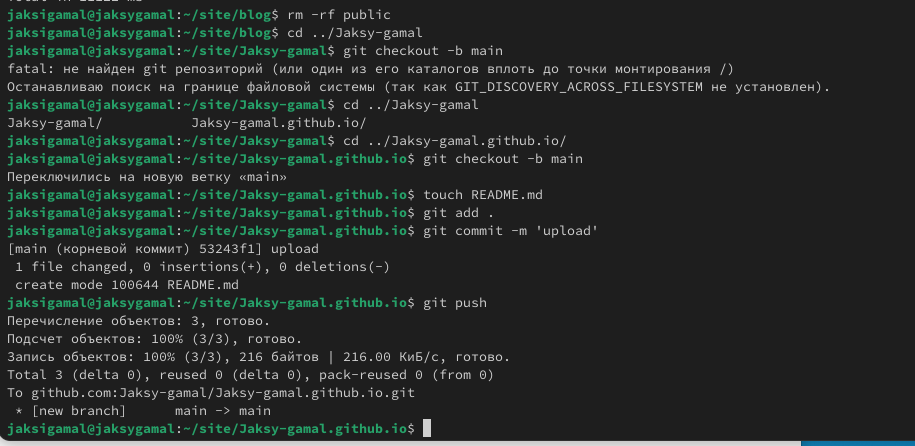 jaksigamal@jaksygamal:~/site/blog$ rm -rf public
jaksigamal@jaksygamal:~/site/blog$ cd ../Jaksy-gamal
jaksigamal@jaksygamal:~/site/Jaksy-gamal$ git checkout -b main
fatal: не найден git репозиторий (или один из его каталогов вплоть до точки монтирования /)
Останавливаю поиск на границе файловой системы (так как GIT_DISCOVERY_ACROSS_FILESYSTEM не установлен).
jaksigamal@jaksygamal:~/site/Jaksy-gamal$ cd ../Jaksy-gamal
Jaksy-gamal/           Jaksy-gamal.github.io/
jaksigamal@jaksygamal:~/site/Jaksy-gamal$ cd ../Jaksy-gamal.github.io/
jaksigamal@jaksygamal:~/site/Jaksy-gamal.github.io$ git checkout -b main
Переключились на новую ветку «main»
jaksigamal@jaksygamal:~/site/Jaksy-gamal.github.io$ touch README.md
jaksigamal@jaksygamal:~/site/Jaksy-gamal.github.io$ git add .
jaksigamal@jaksygamal:~/site/Jaksy-gamal.github.io$ git commit -m 'upload'
[main (корневой коммит) 53243f1] upload
 1 file changed, 0 insertions(+), 0 deletions(-)
 create mode 100644 README.md
jaksigamal@jaksygamal:~/site/Jaksy-gamal.github.io$ git push
Перечисление объектов: 3, готово.
Подсчет объектов: 100% (3/3), готово.
Запись объектов: 100% (3/3), 216 байтов | 216.00 КиБ/с, готово.
Total 3 (delta 0), reused 0 (delta 0), pack-reused 0 (from 0)
To github.com:Jaksy-gamal/Jaksy-gamal.github.io.git
 * [new branch]      main -> main
jaksigamal@jaksygamal:~/site/Jaksy-gamal.github.io$